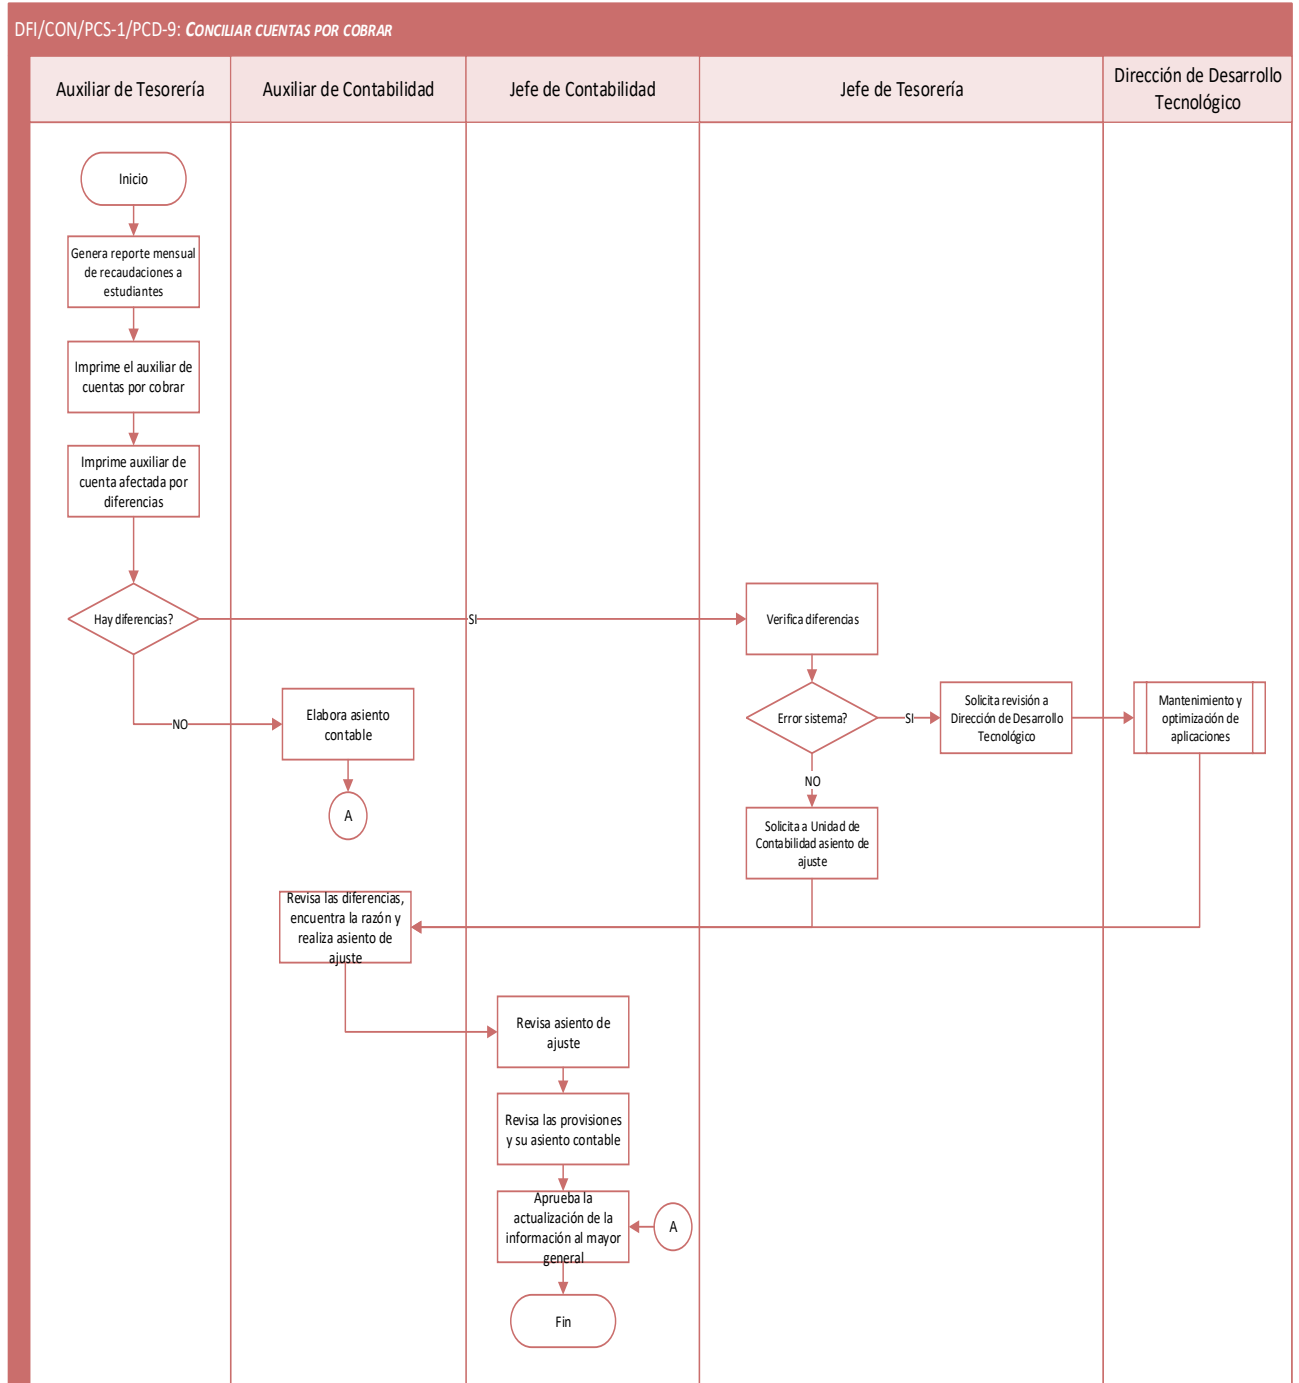 DFI/CON/PCS-1/PCD-9: CONCILIAR CUENTAS POR COBRAR
Auxiliar de Tesorería
Auxiliar de Contabilidad
Jefe de Contabilidad
Jefe de Tesorería
Dirección de Desarrollo
Tecnológico
Inicio
Genera reporte mensual
de recaudaciones a
estudiantes
Imprime el auxiliar de
cuentas por cobrar
Imprime auxiliar de
cuenta afectada por
diferencias
Hay diferencias?
SI
Verifica diferencias
NO
Elabora asiento
contable
A
Error sistema?
SI
Solicita revisión a
Dirección de Desarrollo
Tecnológico
Mantenimiento y
optimización de
aplicaciones
NO
Solicita a Unidad de
Contabilidad asiento de
ajuste
Revisa las diferencias,
encuentra la razón y
realiza asiento de
ajuste
Revisa asiento de
ajuste
Revisa las provisiones
y su asiento contable
Aprueba la
actualización de la
información al mayor
general
A
Fin